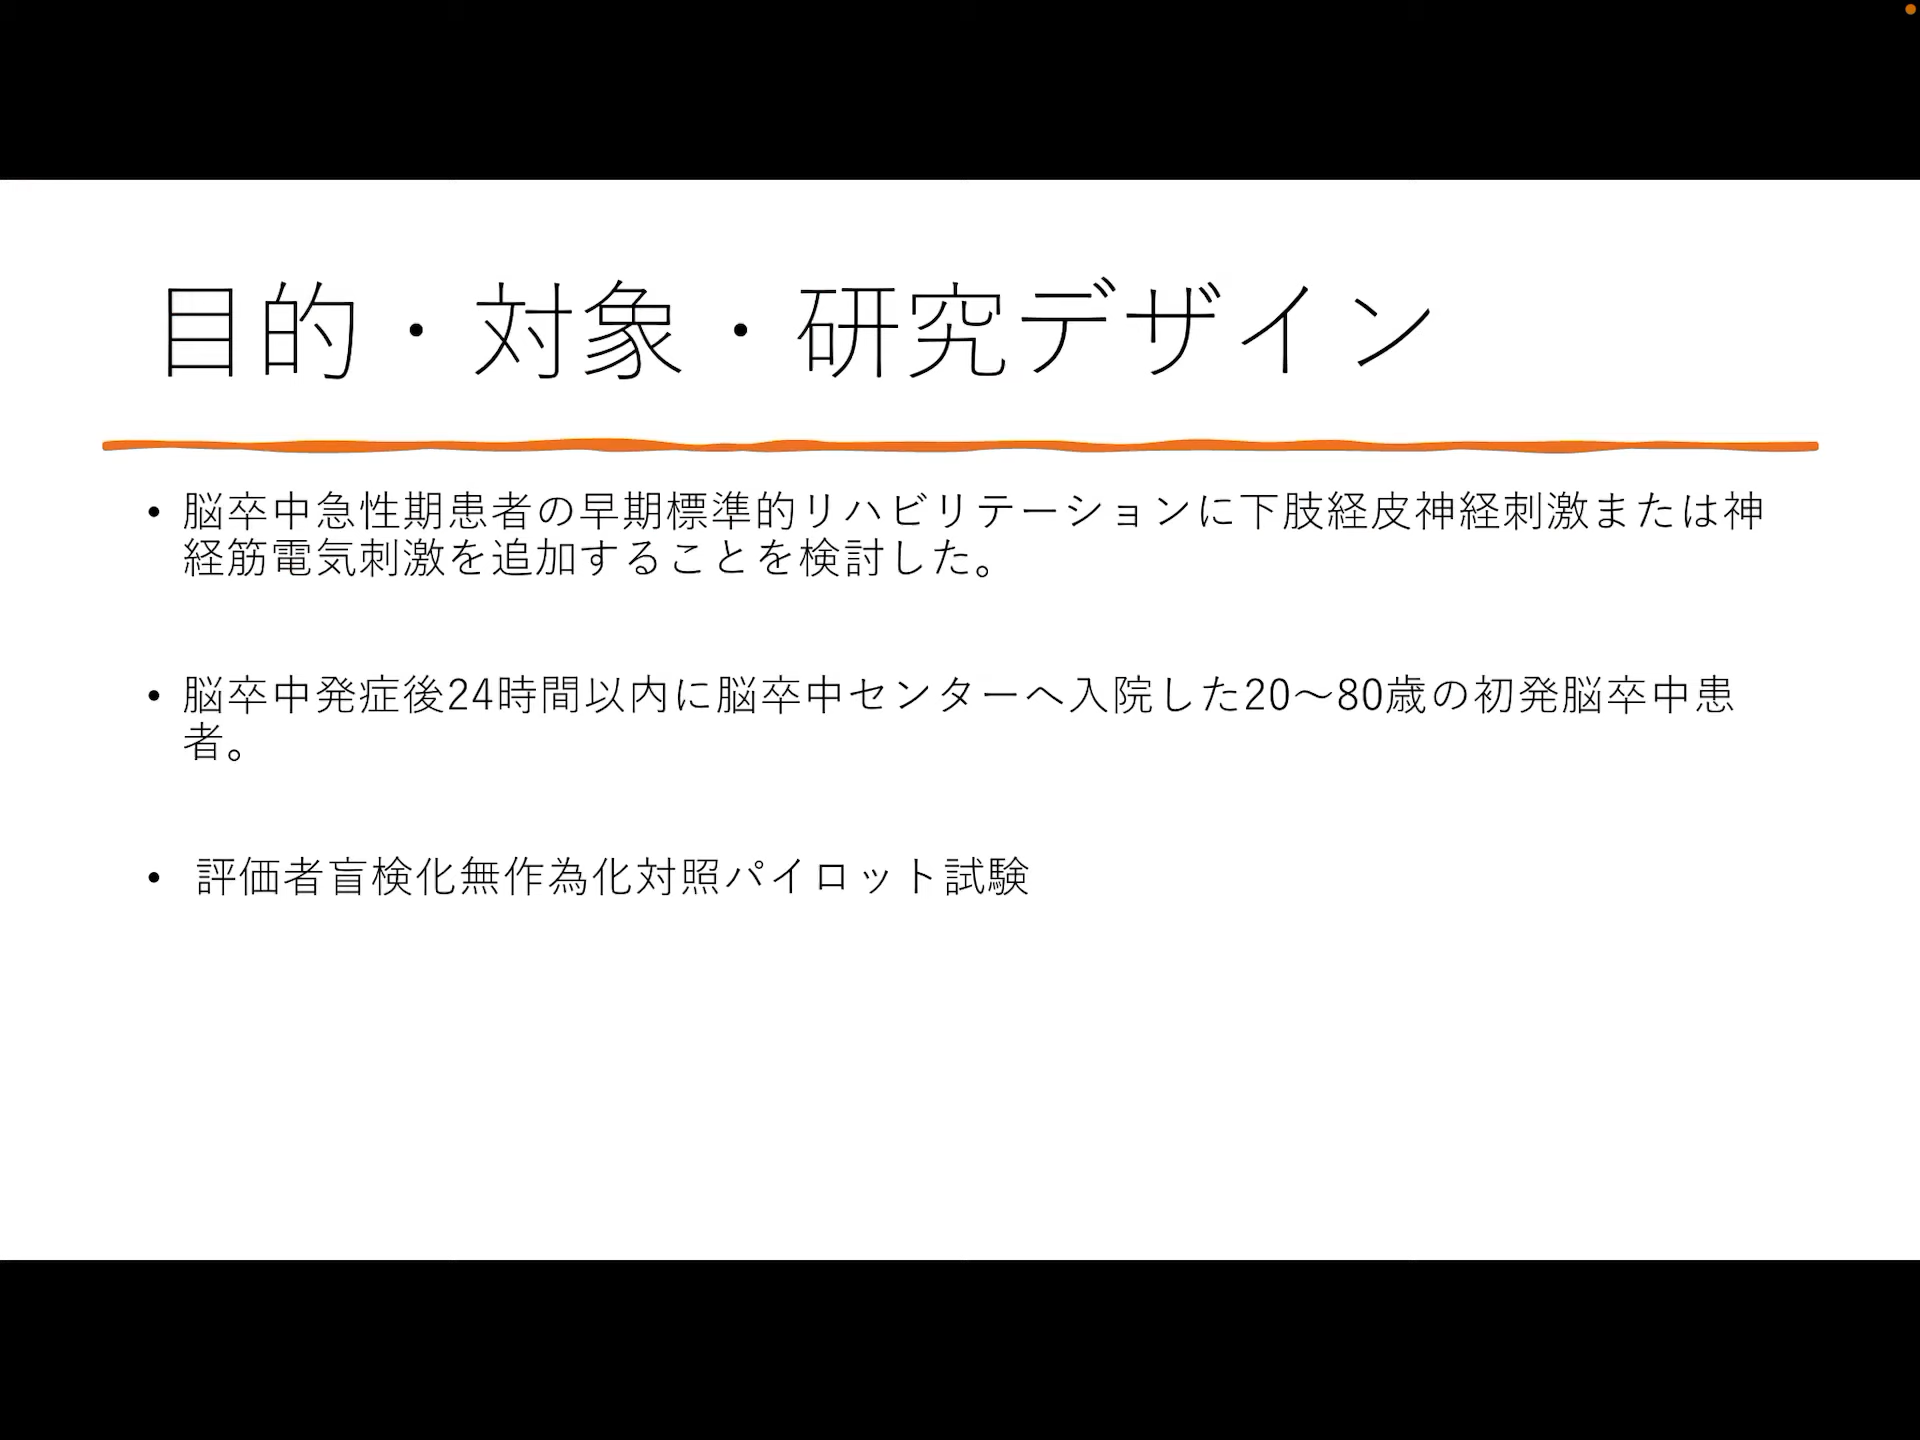 目的・対象・研究デザイン
• 脳卒中急性期患者の早期標準的リハビリテーションに下肢経皮神経刺激または神
経筋電気刺激を追加することを検討した。
• 脳卒中発症後24時間以内に脳卒中センターへ入院した20〜80歳の初発脳卒中患
者。
• 評価者盲検化無作為化対照パイロット試験